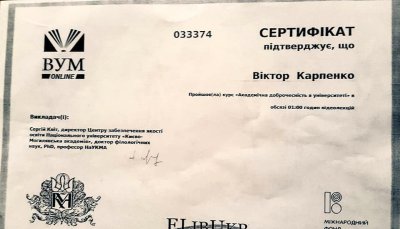 033374
СЕРТИФІКАТ
підтверджує, що
ВУМ
ONLINE
Віктор Карпенко
Пройшов(ла) курс «Академічна доброчесність в університеті» в
обсязі 01:00 годин відеолекцій
Викладач(і):
Сергій Квіт, директор Центру забезпечення якості
освіти Національного університету «Києво-
Могилянська академія», доктор філологічних
наук, PhD, професор НаУКМА
ELibUkr
МІЖНАРОДНИЙ
ФОНД